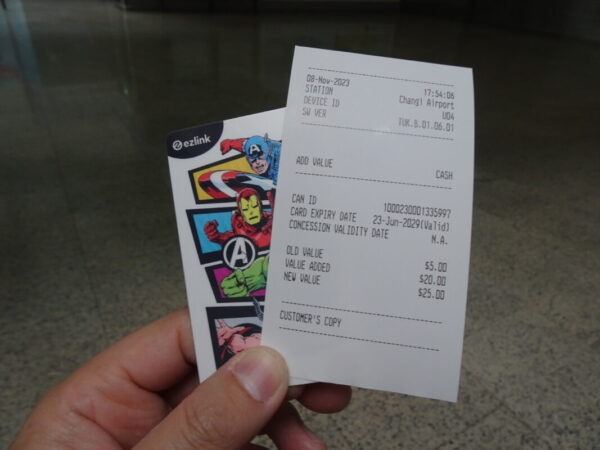 ezlink
A
A
08-Nov-2023 17:54:06
STATION Changi Airport
DEVICE ID U04
SW VER TUK.B.01.06.01
ADD VALUE CASH
CAN ID 1000230001335997
CARD EXPIRY DATE 23-Jun-2029(Valid)
CONCESSION VALIDITY DATE N.A.
OLD VALUE $5.00
VALUE ADDED $20.00
NEW VALUE $25.00
CUSTOMER'S COPY